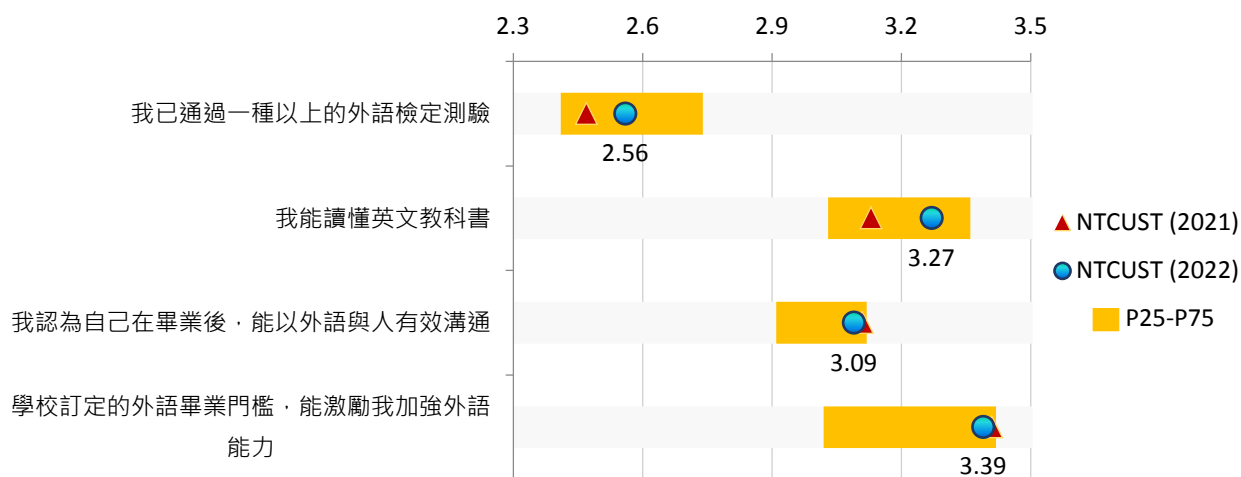 2.3 2.6 2.9 3.2 3.5
我已通過一種以上的外語檢定測驗
2.56
我能讀懂英文教科書
3.27
我認為自己在畢業後，能以外語與人有效溝通
3.09
學校訂定的外語畢業門檻，能激勵我加強外語
能力
3.39
NTCUST (2021)
NTCUST (2022)
P25-P75